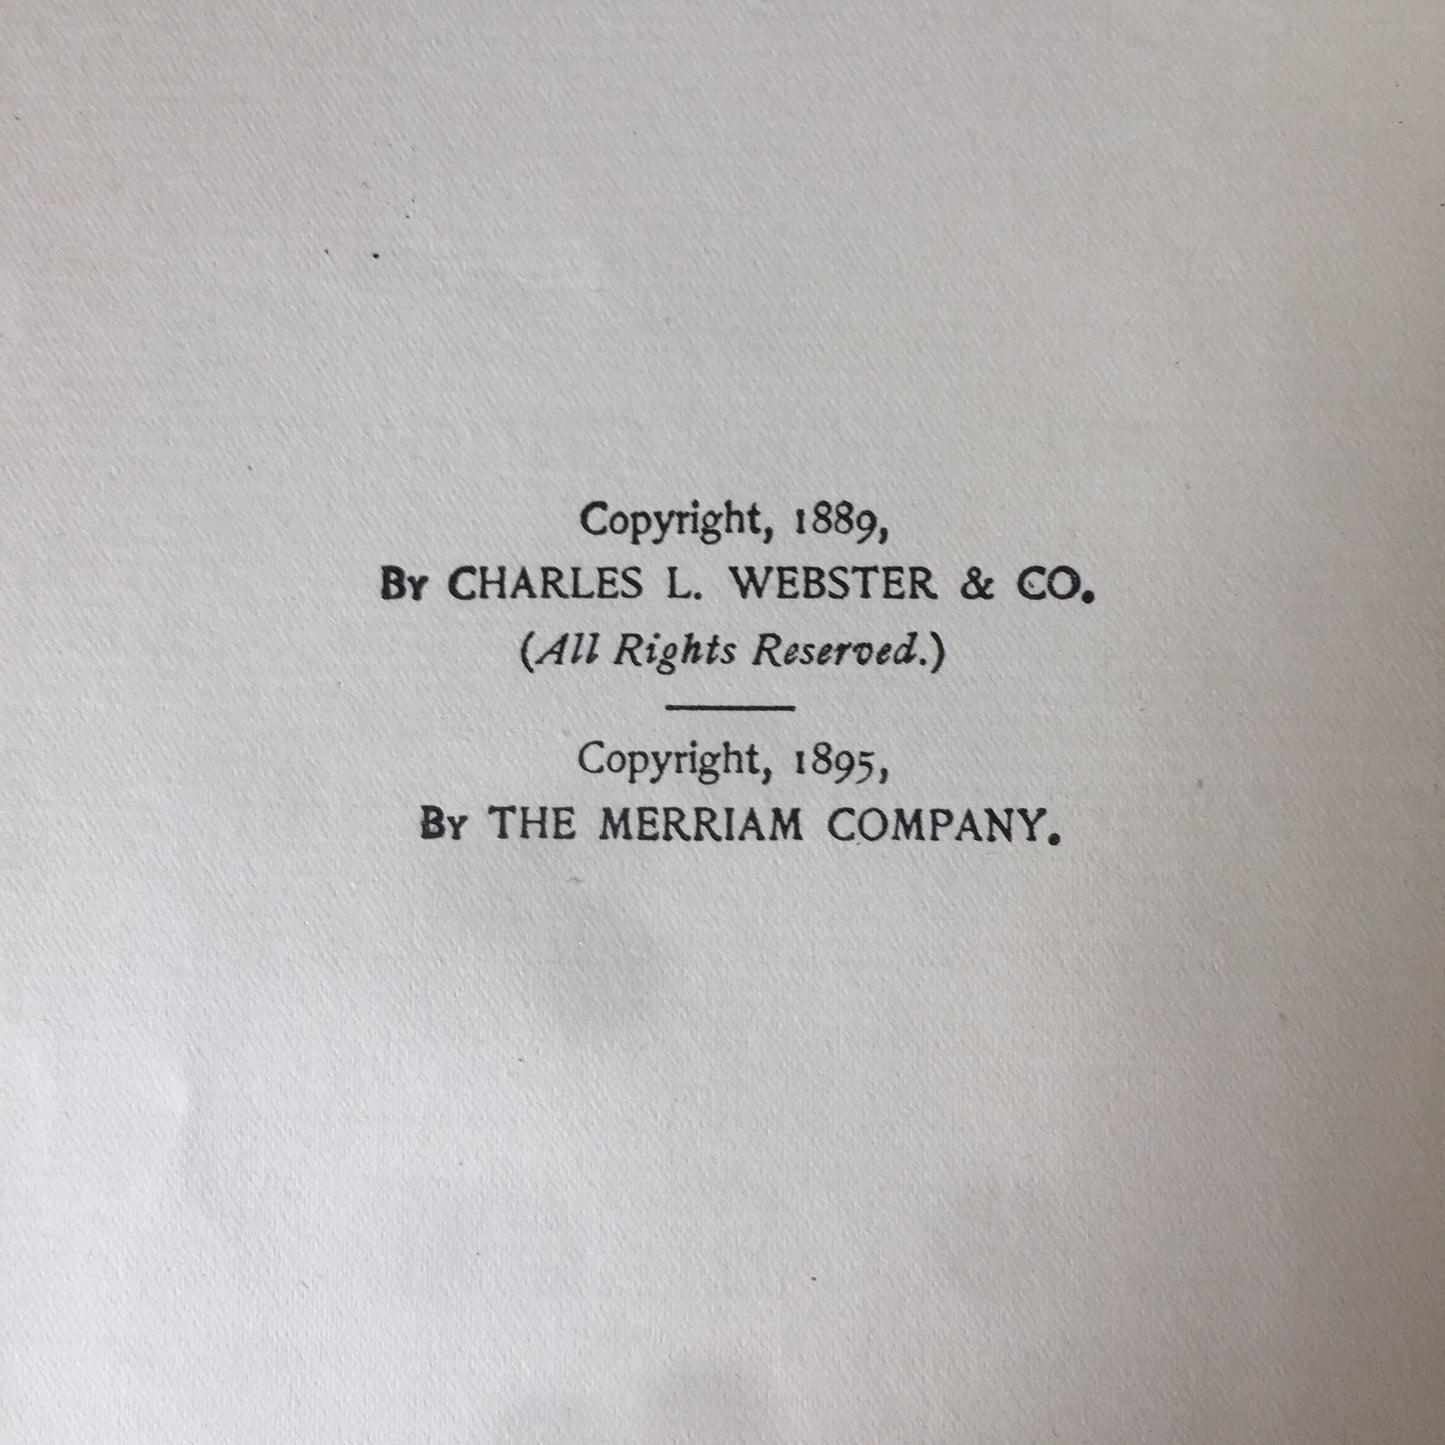 Copyright, 1889,
By CHARLES L. WEBSTER & CO.
(All Rights Reserved.)
Copyright, 1895,
By THE MERRIAM COMPANY.